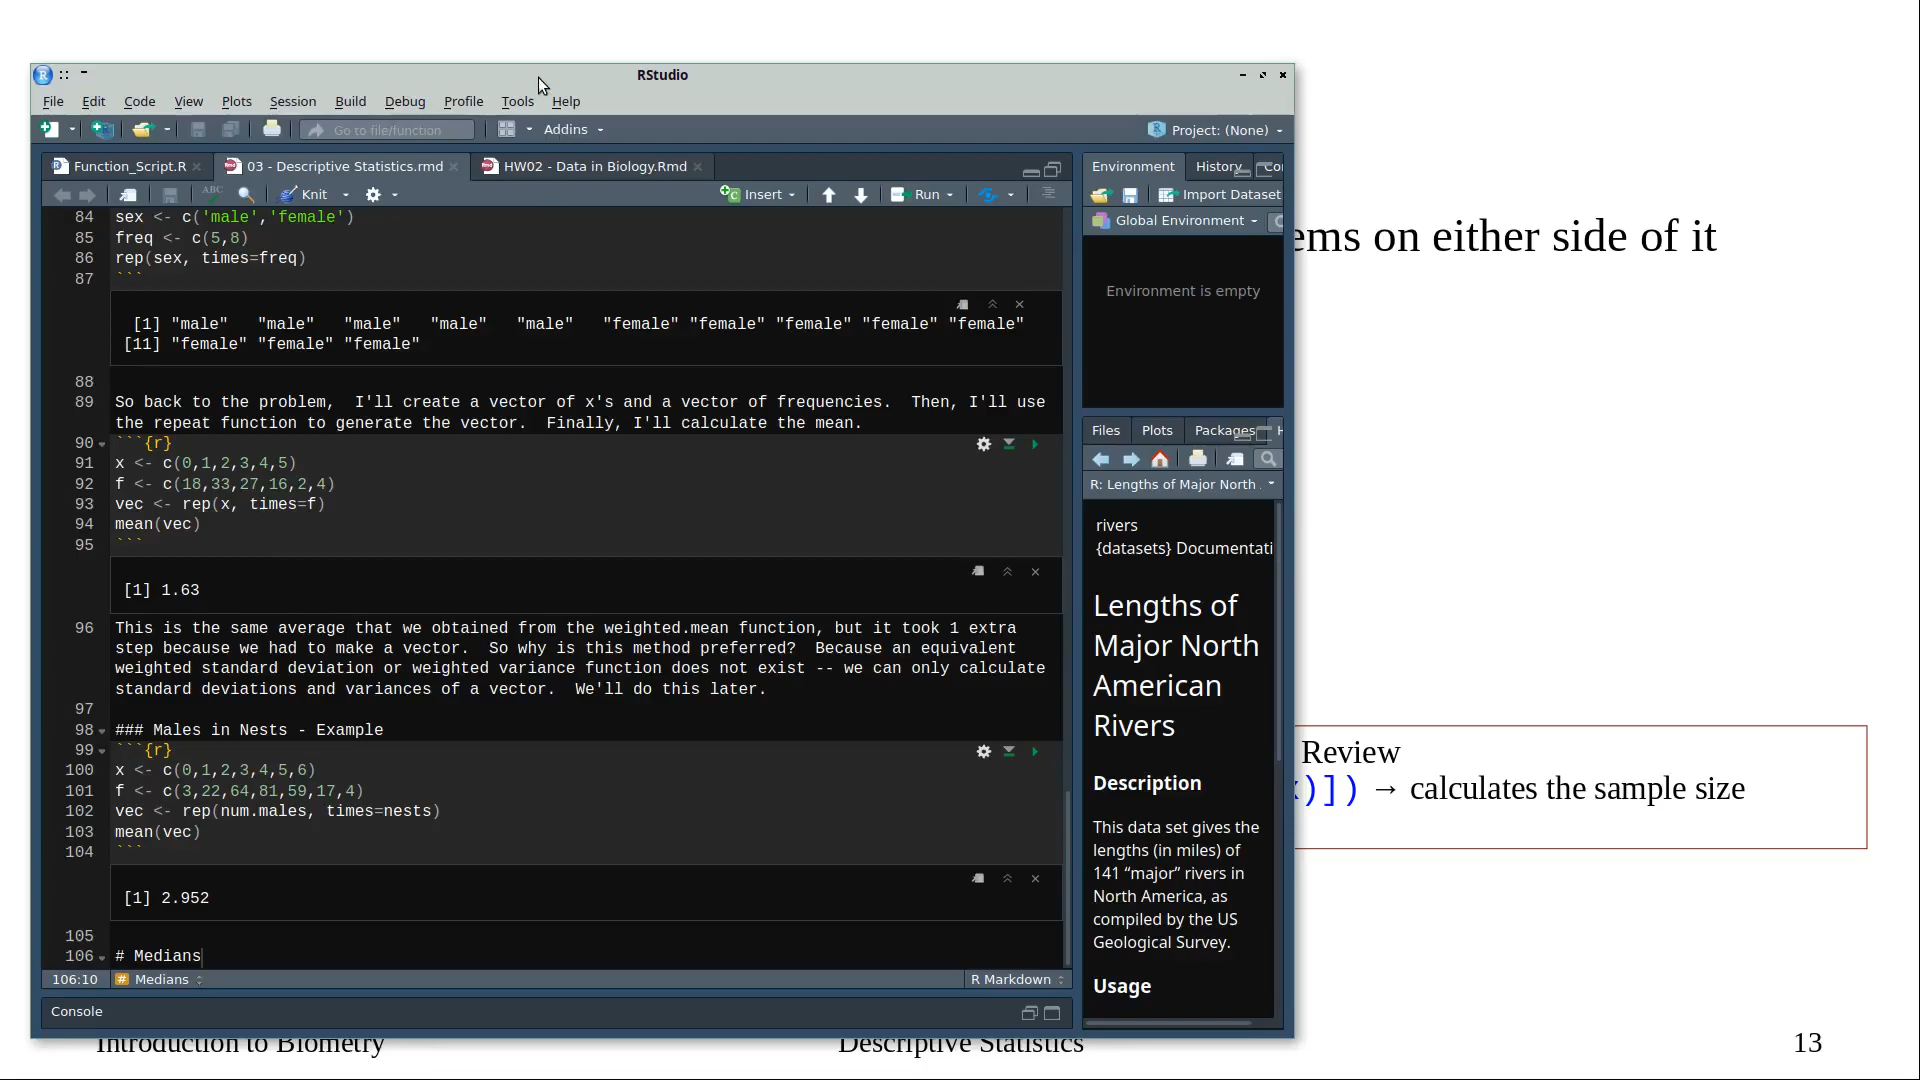 RStudio
File Edit Code View Plots Session Build Debug Profile Tools Help
Go to file/function Addins Project: (None)
Function_Script.R 03 - Descriptive Statistics.rmd HW02 - Data in Biology.Rmd
ABC Knit Insert Run
84 sex <- c('male','female')
85 freq <- c(5,8)
86 rep(sex, times=freq)
87 ```
[1] "male" "male" "male" "male" "male" "female" "female" "female" "female" "female"
[11] "female" "female" "female"
88
89 So back to the problem, I'll create a vector of x's and a vector of frequencies. Then, I'll use
the repeat function to generate the vector. Finally, I'll calculate the mean.
90 ```{r}
91 x <- c(0,1,2,3,4,5)
92 f <- c(18,33,27,16,2,4)
93 vec <- rep(x, times=f)
94 mean(vec)
95 ```
[1] 1.63
96 This is the same average that we obtained from the weighted.mean function, but it took 1 extra
step because we had to make a vector. So why is this method preferred? Because an equivalent
weighted standard deviation or weighted variance function does not exist -- we can only calculate
standard deviations and variances of a vector. We'll do this later.
97
98 ### Males in Nests - Example
99 ```{r}
100 x <- c(0,1,2,3,4,5,6)
101 f <- c(3,22,64,81,59,17,4)
102 vec <- rep(num.males, times=nests)
103 mean(vec)
104 ```
[1] 2.952
105
106 # Medians
106:10 # Medians R Markdown
Console
Environment History Co
Import Dataset
Global Environment
Environment is empty
Files Plots Packages H
R: Lengths of Major North
rivers
{datasets} Documentati
Lengths of
Major North
American
Rivers
Description
This data set gives the
lengths (in miles) of
141 “major” rivers in
North America, as
compiled by the US
Geological Survey.
Usage
ems on either side of it
Review
)]) → calculates the sample size
Introduction to Biometry Descriptive Statistics 13